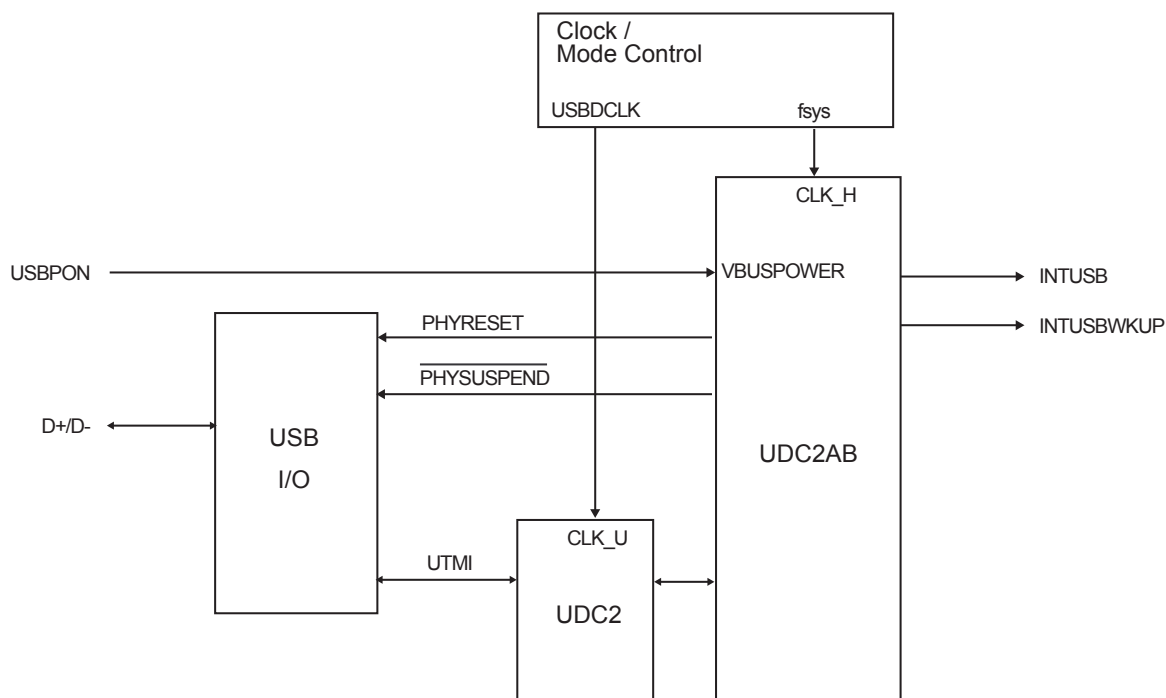 Clock /
Mode Control
USBDCLK
fsys
CLK_H
USBPON
VBUSPOWER
INTUSB
PHYRESET
INTUSBWKUP
PHYSUSPEND
D+/D-
USB
I/O
UDC2AB
CLK_U
UTMI
UDC2